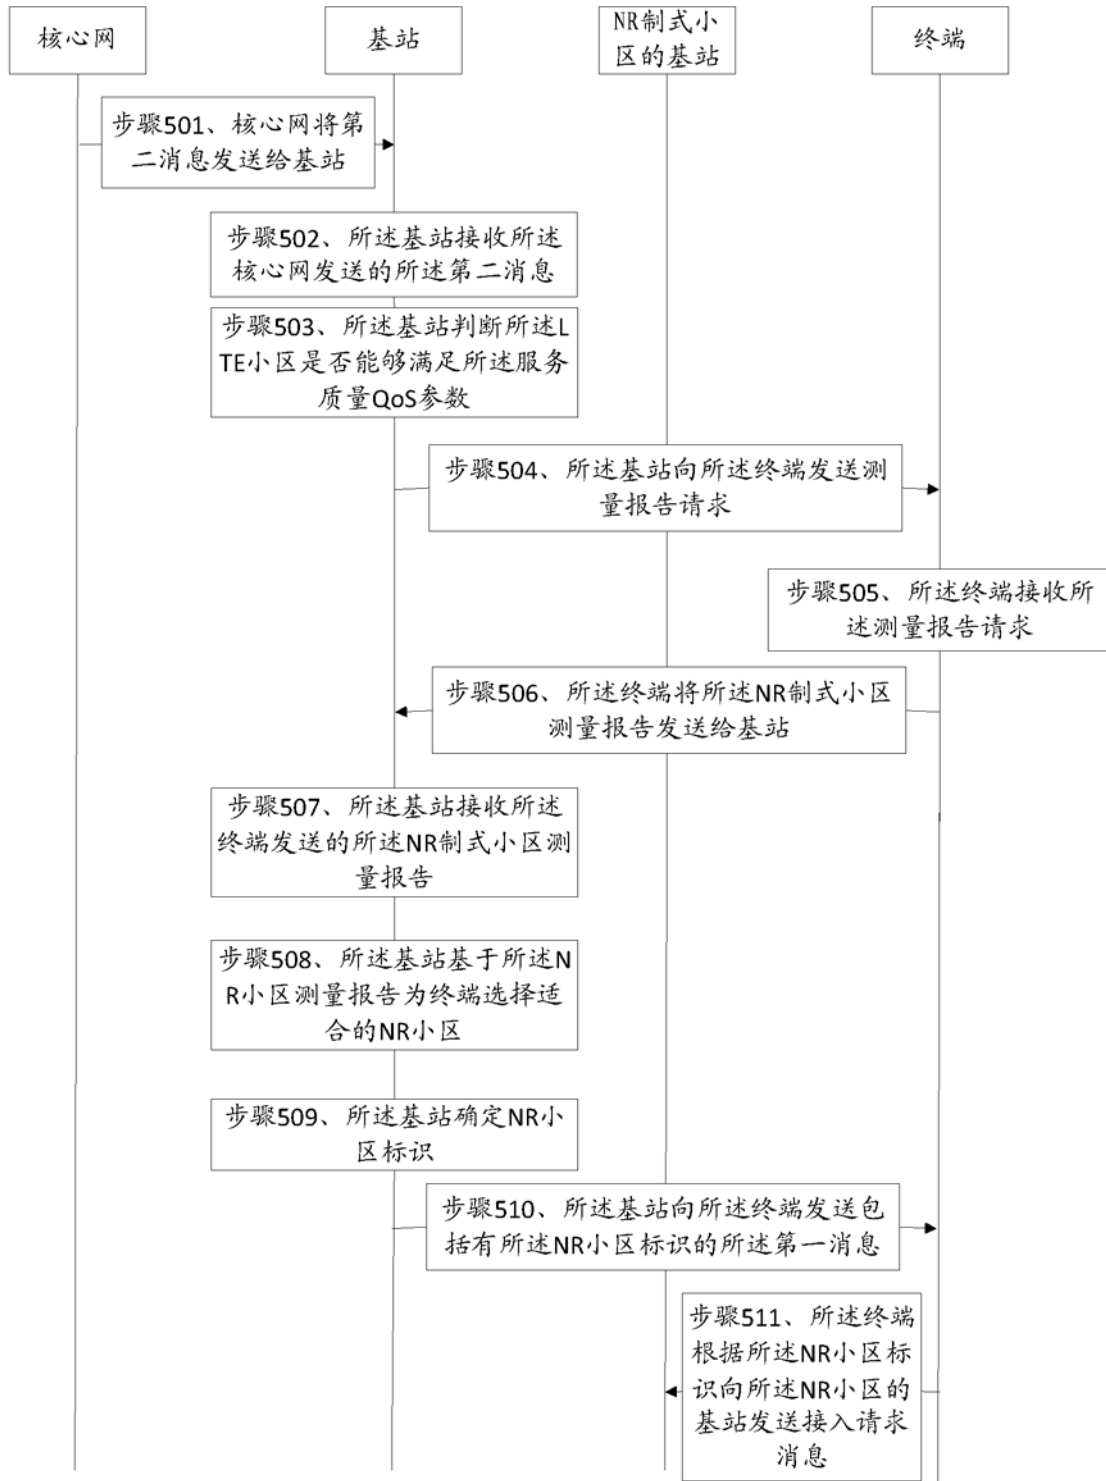 核心网
基站
NR制式小
区的基站
终端
步骤501、核心网将第
二消息发送给基站
步骤502、所述基站接收所述
核心网发送的所述第二消息
步骤503、所述基站判断所述L
TE小区是否能够满足所述服务
质量QoS参数
步骤504、所述基站向所述终端发送测
量报告请求
步骤505、所述终端接收所
述测量报告请求
步骤506、所述终端将所述NR制式小区
测量报告发送给基站
步骤507、所述基站接收所述
终端发送的所述NR制式小区测
量报告
步骤508、所述基站基于所述N
R小区测量报告为终端选择适
合的NR小区
步骤509、所述基站确定NR小
区标识
步骤510、所述基站向所述终端发送包
括有所述NR小区标识的所述第一消息
步骤511、所述终端
根据所述NR小区标
识向所述NR小区的
基站发送接入请求
消息